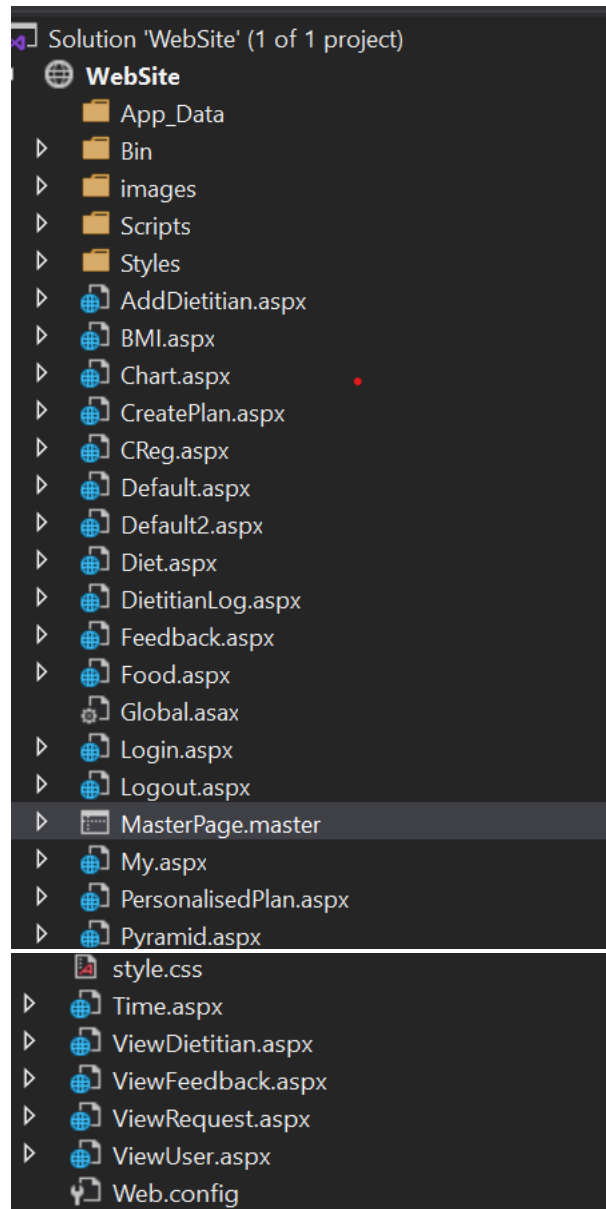 Solution 'WebSite' (1 of 1 project)
WebSite
App_Data
Bin
images
Scripts
Styles
AddDietitian.aspx
BMI.aspx
Chart.aspx
CreatePlan.aspx
CReg.aspx
Default.aspx
Default2.aspx
Diet.aspx
DietitianLog.aspx
Feedback.aspx
Food.aspx
Global.asax
Login.aspx
Logout.aspx
MasterPage.master
My.aspx
PersonalisedPlan.aspx
Pyramid.aspx
style.css
Time.aspx
ViewDietitian.aspx
ViewFeedback.aspx
ViewRequest.aspx
ViewUser.aspx
Web.config